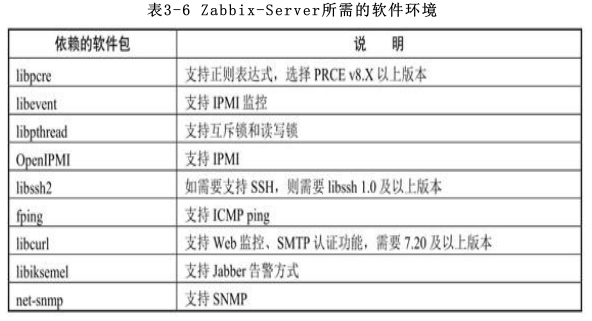 表3-6 Zabbix-Server所需的软件环境
依赖的软件包 说 明
libpcre 支持正则表达式，选择 PRCE v8.X 以上版本
libevent 支持 IPMI 监控
libpthread 支持互斥锁和读写锁
OpenIPMI 支持 IPMI
libssh2 如需要支持 SSH，则需要 libssh 1.0 及以上版本
fping 支持 ICMP ping
libcurl 支持 Web 监控、SMTP 认证功能，需要 7.20 及以上版本
libiksemel 支持 Jabber 告警方式
net-snmp 支持 SNMP